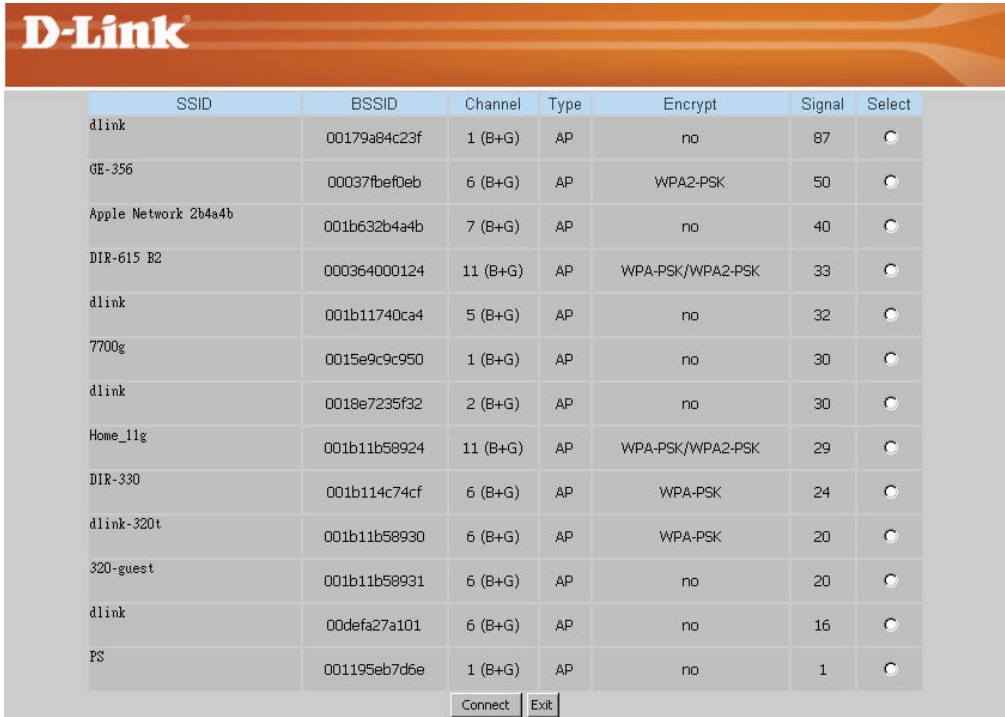 D-Link®
SSID BSSID Channel Type Encrypt Signal Select
dlink 00179a84c23f 1 (B+G) AP no 87
GE-356 00037fbef0eb 6 (B+G) AP WPA2-PSK 50
Apple Network 2b4a4b 001b632b4a4b 7 (B+G) AP no 40
DIR-615 B2 000364000124 11 (B+G) AP WPA-PSK/WPA2-PSK 33
dlink 001b11740ca4 5 (B+G) AP no 32
7700g 0015e9c9c950 1 (B+G) AP no 30
dlink 0018e7235f32 2 (B+G) AP no 30
Home_11g 001b11b58924 11 (B+G) AP WPA-PSK/WPA2-PSK 29
DIR-330 001b114c74cf 6 (B+G) AP WPA-PSK 24
dlink-320t 001b11b58930 6 (B+G) AP WPA-PSK 20
320-guest 001b11b58931 6 (B+G) AP no 20
dlink 00defa27a101 6 (B+G) AP no 16
PS 001195eb7d6e 1 (B+G) AP no 1
Connect Exit